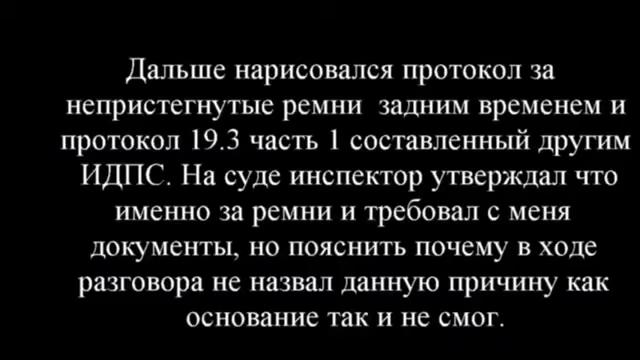 Дальше нарисовался протокол за
непристегнутые ремни задним временем и
протокол 19.3 часть 1 составленный другим
ИДПС. На суде инспектор утверждал что
именно за ремни и требовал с меня
документы, но пояснить почему в ходе
разговора не назвал данную причину как
основание так и не смог.